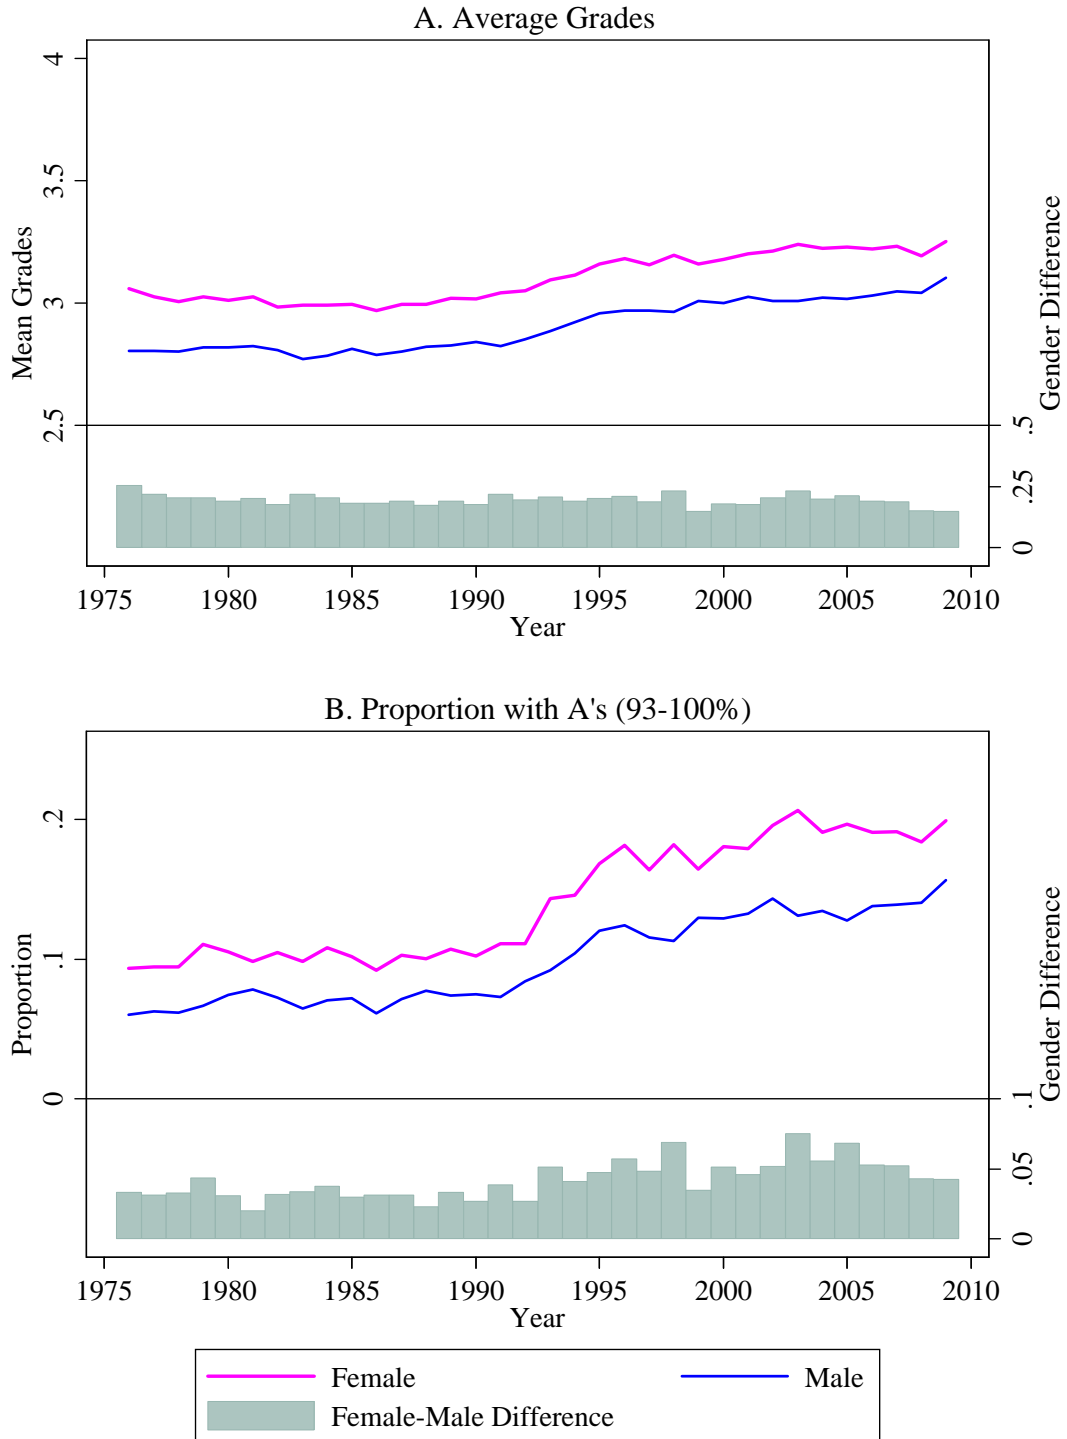 A. Average Grades
4
3.5
3
2.5
Mean Grades
.5
.25
0
Gender Difference
1975 1980 1985 1990 1995 2000 2005 2010
Year
B. Proportion with A's (93-100%)
.2
.1
0
Proportion
.1
.05
0
Gender Difference
1975 1980 1985 1990 1995 2000 2005 2010
Year
Female Male
Female-Male Difference